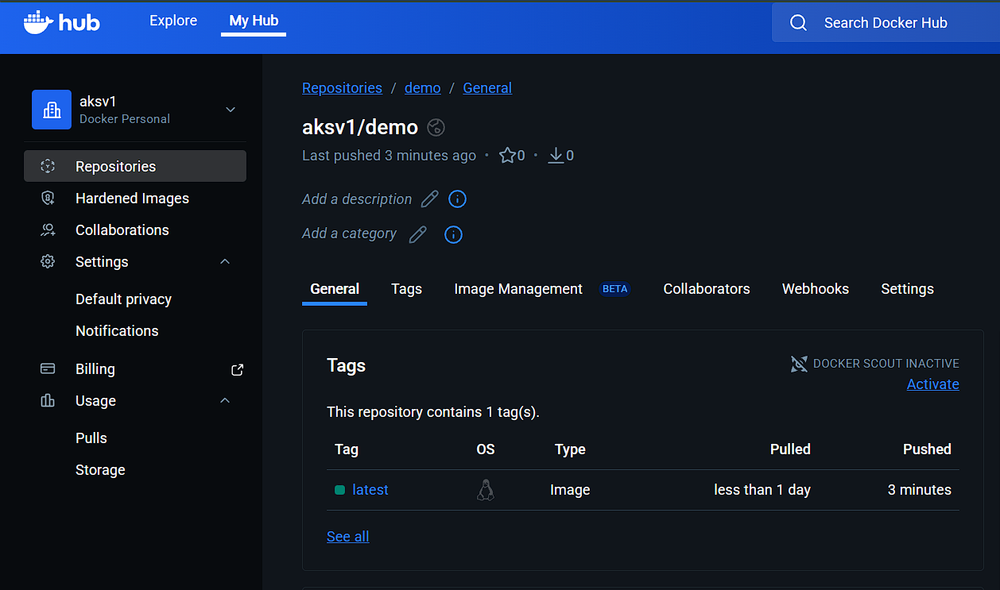 hub Explore My Hub Search Docker Hub
aksv1
Docker Personal
Repositories
Hardened Images
Collaborations
Settings
Default privacy
Notifications
Billing
Usage
Pulls
Storage
Repositories / demo / General
aksv1/demo
Last pushed 3 minutes ago · 0 · 0
Add a description
Add a category
General Tags Image Management BETA Collaborators Webhooks Settings
Tags
DOCKER SCOUT INACTIVE
Activate
This repository contains 1 tag(s).
Tag OS Type Pulled Pushed
latest Image less than 1 day 3 minutes
See all